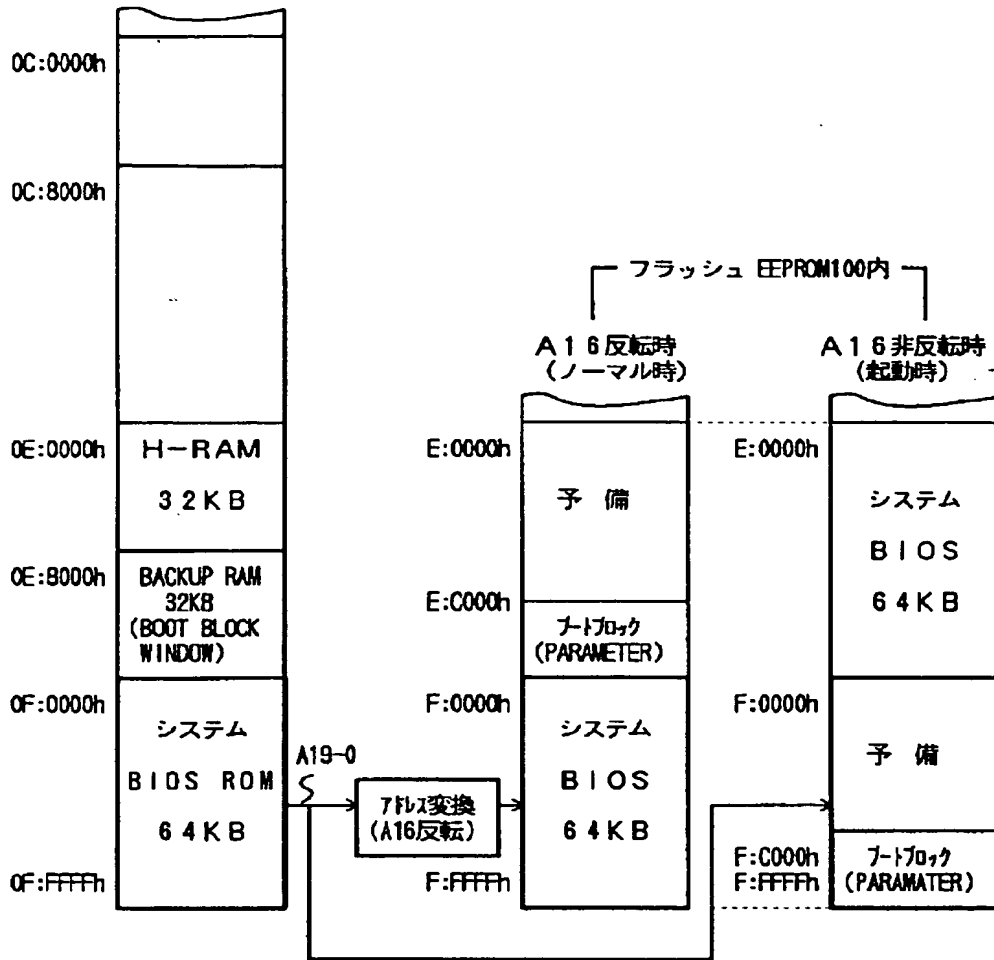 0C:0000h
0C:8000h
0E:0000h
H-RAM
32KB
0E:8000h
BACKUP RAM
32KB
(BOOT BLOCK
WINDOW)
0F:0000h
システム
BIOS ROM
64KB
0F:FFFFh
A19-0
アドレス変換
(A16反転)
フラッシュ EEPROM100内
A16反転時
(ノーマル時)
E:0000h
予備
E:C000h
ブートブロック
(PARAMETER)
F:0000h
システム
BIOS
64KB
F:FFFFh
A16非反転時
(起動時)
E:0000h
システム
BIOS
64KB
F:0000h
予備
F:C000h
F:FFFFh
ブートブロック
(PARAMATER)